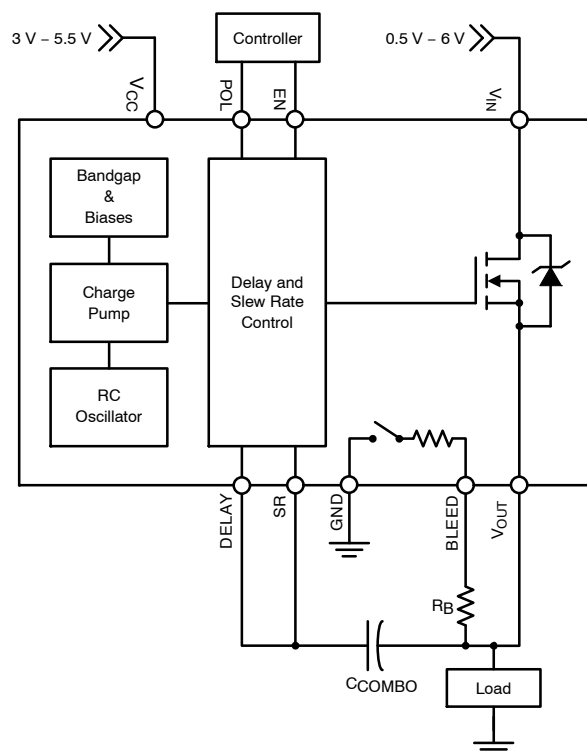 3 V – 5.5 V
Controller
0.5 V – 6 V
VCC
POL
EN
VIN
Bandgap
&
Biases
Charge
Pump
RC
Oscillator
Delay and
Slew Rate
Control
DELAY
SR
GND
BLEED
VOUT
RB
CCOMBO
Load